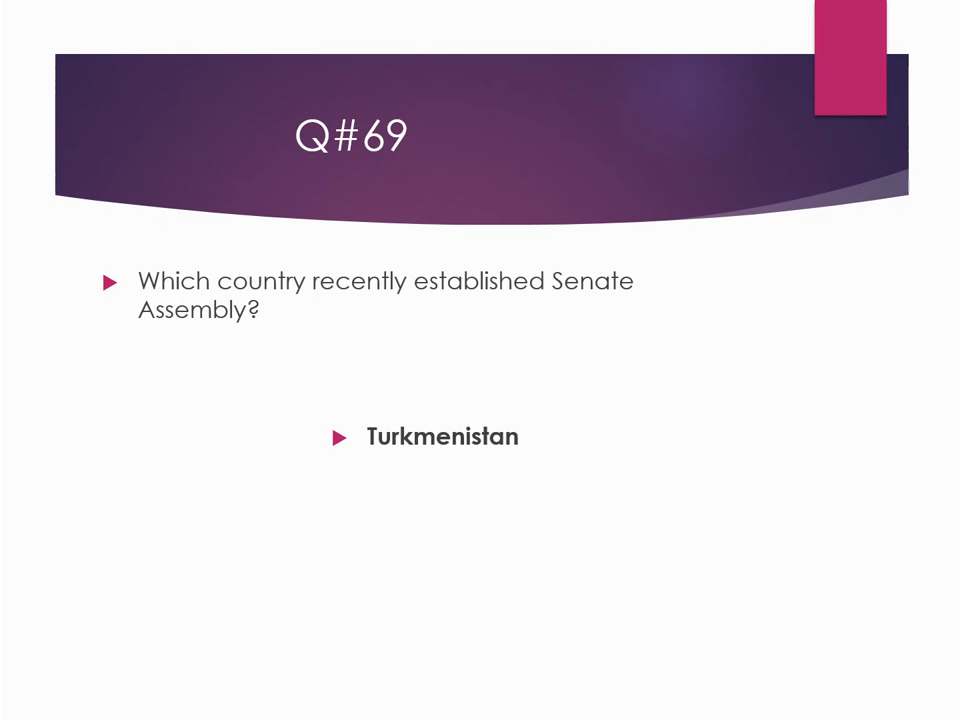 Q#69
Which country recently established Senate
Assembly?
Turkmenistan